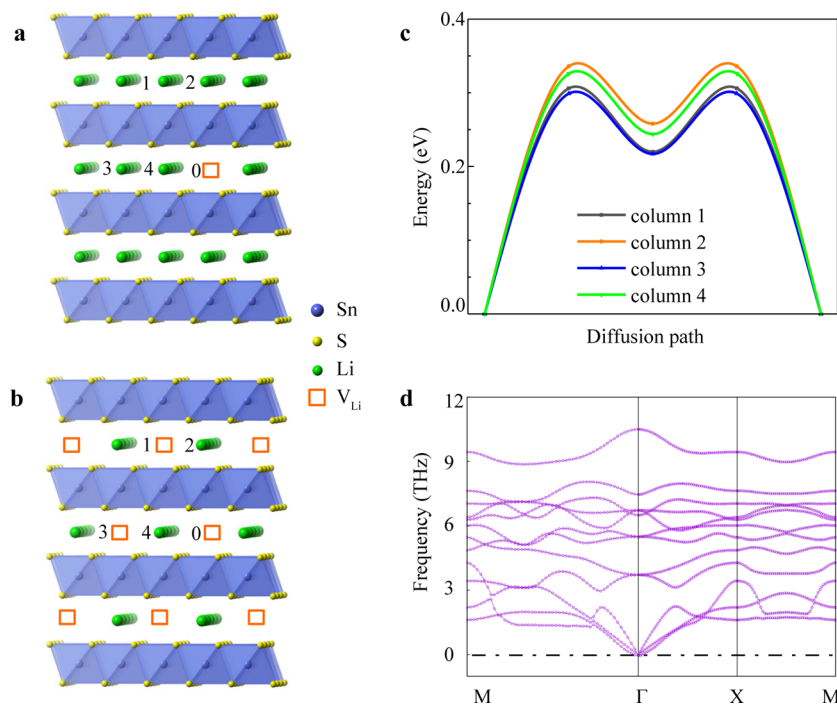 a
1 2
3 4 0
Sn
S
Li
V_Li
b
1 2
3 4 0
c
0.4
0.2
0.0
Energy (eV)
column 1
column 2
column 3
column 4
Diffusion path
d
12
9
6
3
0
Frequency (THz)
M Γ X M